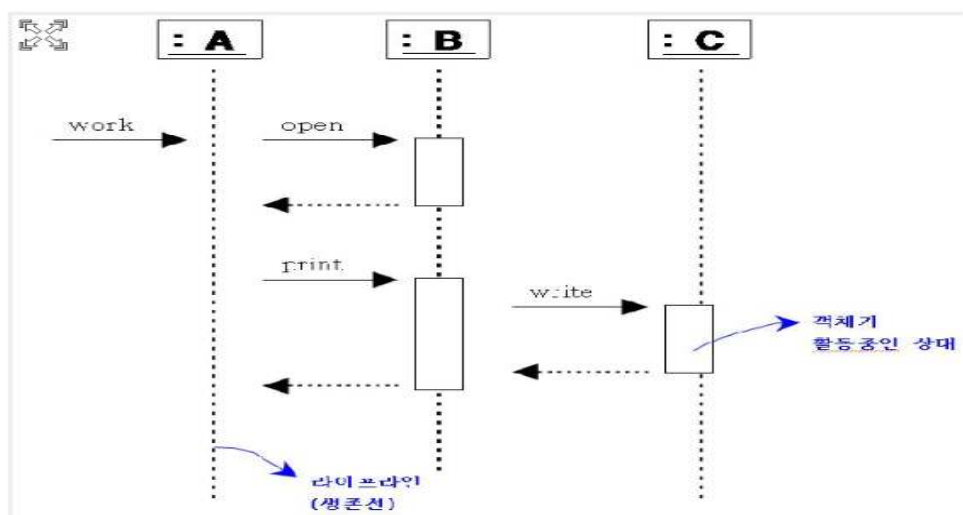 : A
: B
: C
work
open
print
write
객체가
활동중인 상태
라이프라인
(생존선)